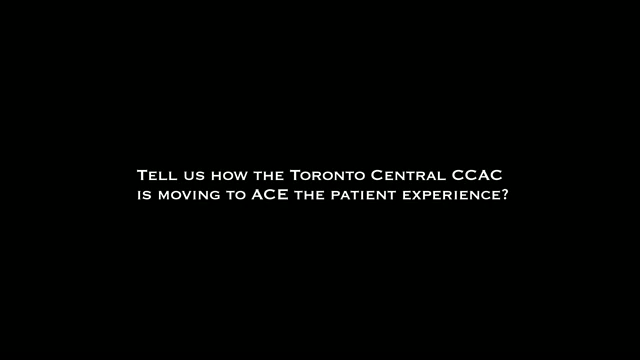 Tell us how the Toronto Central CCAC
is moving to ACE the patient experience?